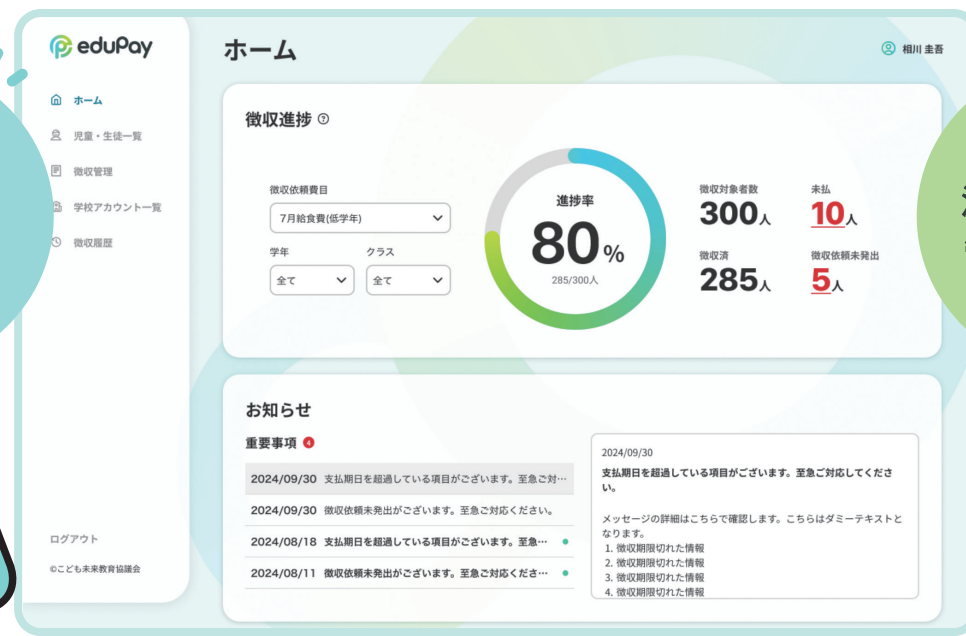 eduPay
ホーム
児童・生徒一覧
徴収管理
学校アカウント一覧
徴収履歴
ログアウト
©こども未来教育協議会
ホーム
相川 圭吾
徴収進捗
徴収依頼費目
7月給食費(低学年)
学年 クラス
全て 全て
進捗率
80%
285/300人
徴収対象者数 未払
300人 10人
徴収済 徴収依頼未発出
285人 5人
お知らせ
重要事項 4
2024/09/30 支払期日を超過している項目がございます。至急ご対…
2024/09/30 徴収依頼未発出がございます。至急ご対応ください。
2024/08/18 支払期日を超過している項目がございます。至急…
2024/08/11 徴収依頼未発出がございます。至急ご対応くださ…
2024/09/30
支払期日を超過している項目がございます。至急ご対応してくださ
い。
メッセージの詳細はこちらで確認します。こちらはダミーテキストと
なります。
1. 徴収期限切れた情報
2. 徴収期限切れた情報
3. 徴収期限切れた情報
4. 徴収期限切れた情報